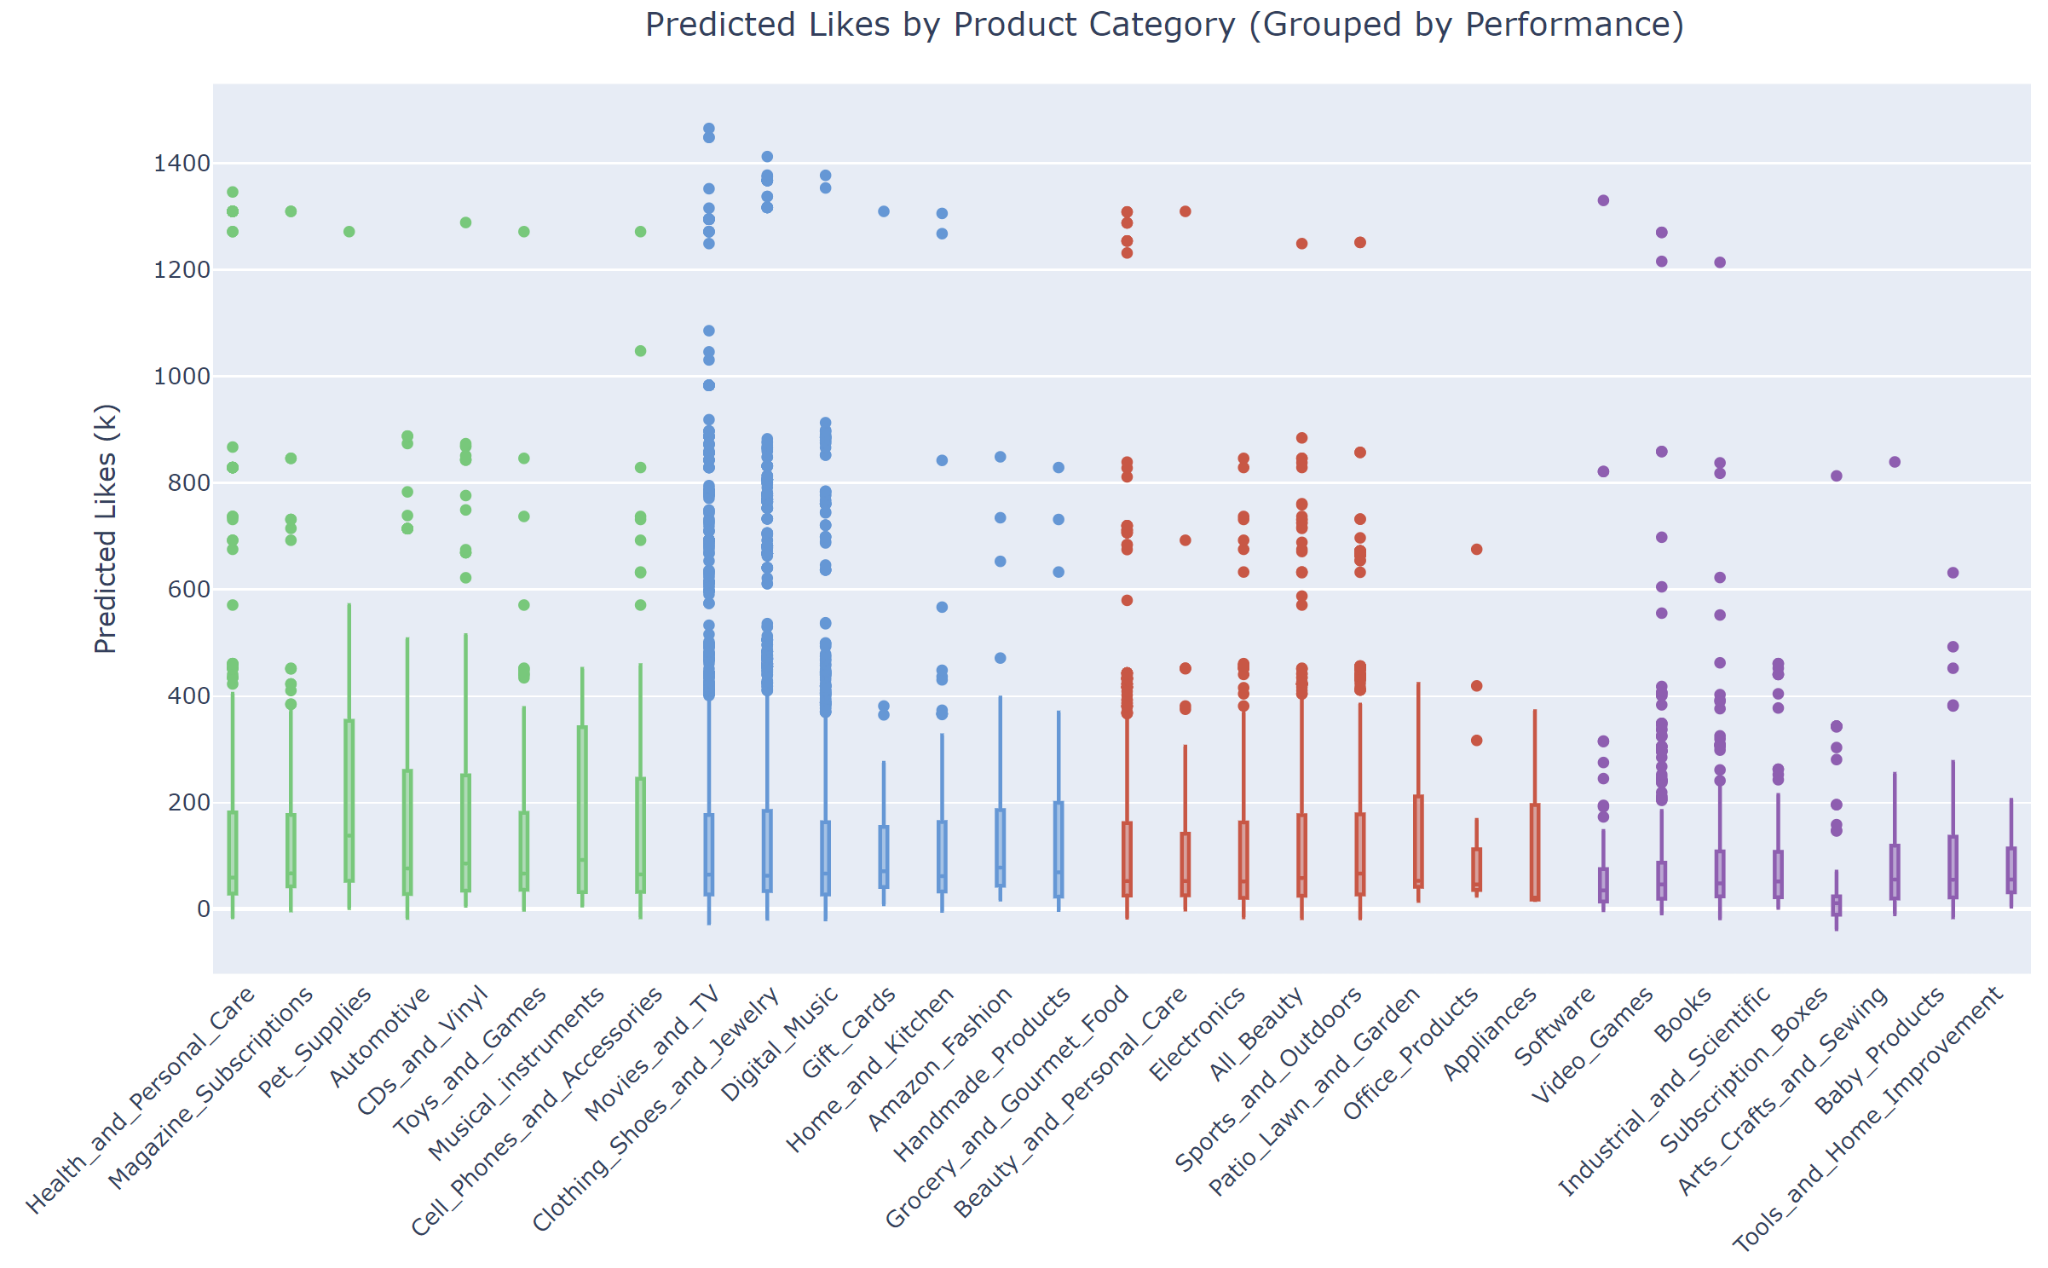 Predicted Likes by Product Category (Grouped by Performance)
Predicted Likes (k)
1400
1200
1000
800
600
400
200
0
Health_and_Personal_Care
Magazine_Subscriptions
Pet_Supplies
Automotive
CDs_and_Vinyl
Toys_and_Games
Musical_instruments
Cell_Phones_and_Accessories
Movies_and_TV
Clothing_Shoes_and_Jewelry
Digital_Music
Gift_Cards
Home_and_Kitchen
Amazon_Fashion
Handmade_Products
Grocery_and_Gourmet_Food
Beauty_and_Personal_Care
Electronics
All_Beauty
Sports_and_Outdoors
Patio_Lawn_and_Garden
Office_Products
Appliances
Software
Video_Games
Books
Industrial_and_Scientific
Subscription_Boxes
Arts_Crafts_and_Sewing
Baby_Products
Tools_and_Home_Improvement